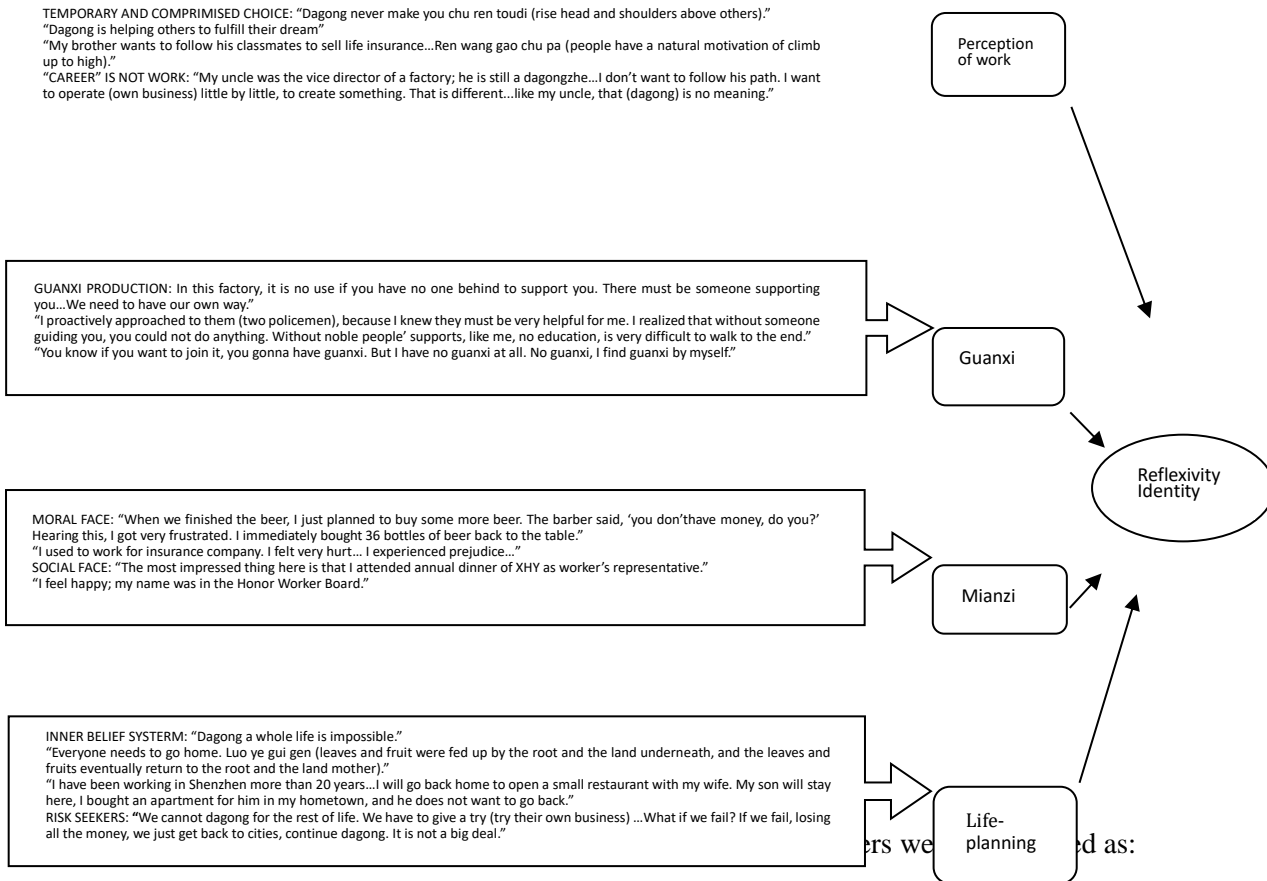 TEMPORARY AND COMPRIMISED CHOICE: “Dagong never make you chu ren toudi (rise head and shoulders above others).”
“Dagong is helping others to fulfill their dream”
“My brother wants to follow his classmates to sell life insurance…Ren wang gao chu pa (people have a natural motivation of climb
up to high).”
“CAREER” IS NOT WORK: “My uncle was the vice director of a factory; he is still a dagongzhe…I don’t want to follow his path. I want
to operate (own business) little by little, to create something. That is different…like my uncle, that (dagong) is no meaning.”
Perception
of work
GUANXI PRODUCTION: In this factory, it is no use if you have no one behind to support you. There must be someone supporting
you…We need to have our own way.”
“I proactively approached to them (two policemen), because I knew they must be very helpful for me. I realized that without someone
guiding you, you could not do anything. Without noble people’ supports, like me, no education, is very difficult to walk to the end.”
“You know if you want to join it, you gonna have guanxi. But I have no guanxi at all. No guanxi, I find guanxi by myself.”
Guanxi
Reflexivity
Identity
MORAL FACE: “When we finished the beer, I just planned to buy some more beer. The barber said, ‘you don’thave money, do you?’
Hearing this, I got very frustrated. I immediately bought 36 bottles of beer back to the table.”
“I used to work for insurance company. I felt very hurt… I experienced prejudice…”
SOCIAL FACE: “The most impressed thing here is that I attended annual dinner of XHY as worker’s representative.”
“I feel happy; my name was in the Honor Worker Board.”
Mianzi
INNER BELIEF SYSTERM: “Dagong a whole life is impossible.”
“Everyone needs to go home. Luo ye gui gen (leaves and fruit were fed up by the root and the land underneath, and the leaves and
fruits eventually return to the root and the land mother).”
“I have been working in Shenzhen more than 20 years…I will go back home to open a small restaurant with my wife. My son will stay
here, I bought an apartment for him in my hometown, and he does not want to go back.”
RISK SEEKERS: “We cannot dagong for the rest of life. We have to give a try (try their own business) …What if we fail? If we fail, losing
all the money, we just get back to cities, continue dagong. It is not a big deal.”
Life-
planning
ers we
ed as: